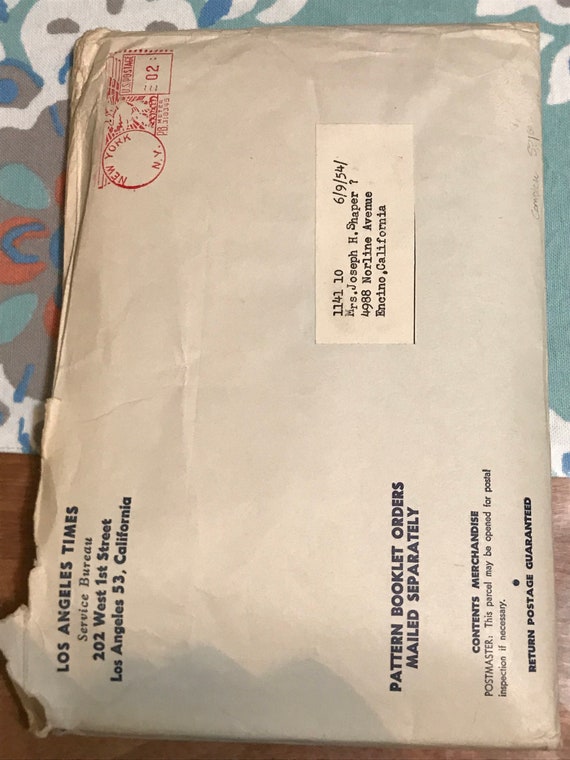 LOS ANGELES TIMES
Service Bureau
202 West 1st Street
Los Angeles 53, California
U.S. POSTAGE
02
NEW YORK
N.Y.
1141 10 6/9/54/
Mrs.Joseph H.Shaper ?
4988 Norline Avenue
Encino,California
PATTERN BOOKLET ORDERS
MAILED SEPARATELY
CONTENTS MERCHANDISE
POSTMASTER: This parcel may be opened for postal
inspection if necessary.
RETURN POSTAGE GUARANTEED